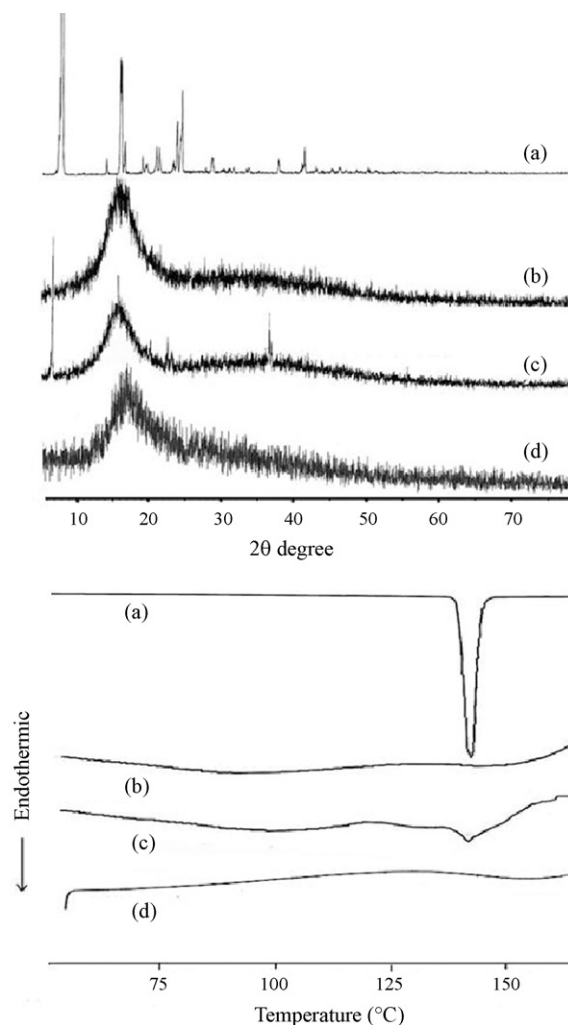 (a)
(b)
(c)
(d)
10 20 30 40 50 60 70
2θ degree
(a)
(b)
(c)
(d)
Endothermic
75 100 125 150
Temperature (°C)